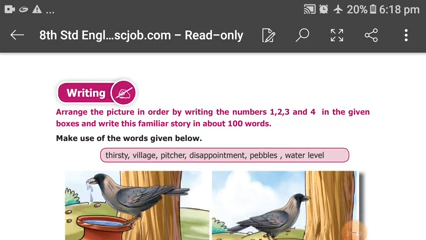 20% 6:18 pm
8th Std Engl...scjob.com – Read–only
Writing
Arrange the picture in order by writing the numbers 1,2,3 and 4 in the given
boxes and write this familiar story in about 100 words.
Make use of the words given below.
thirsty, village, pitcher, disappointment, pebbles , water level